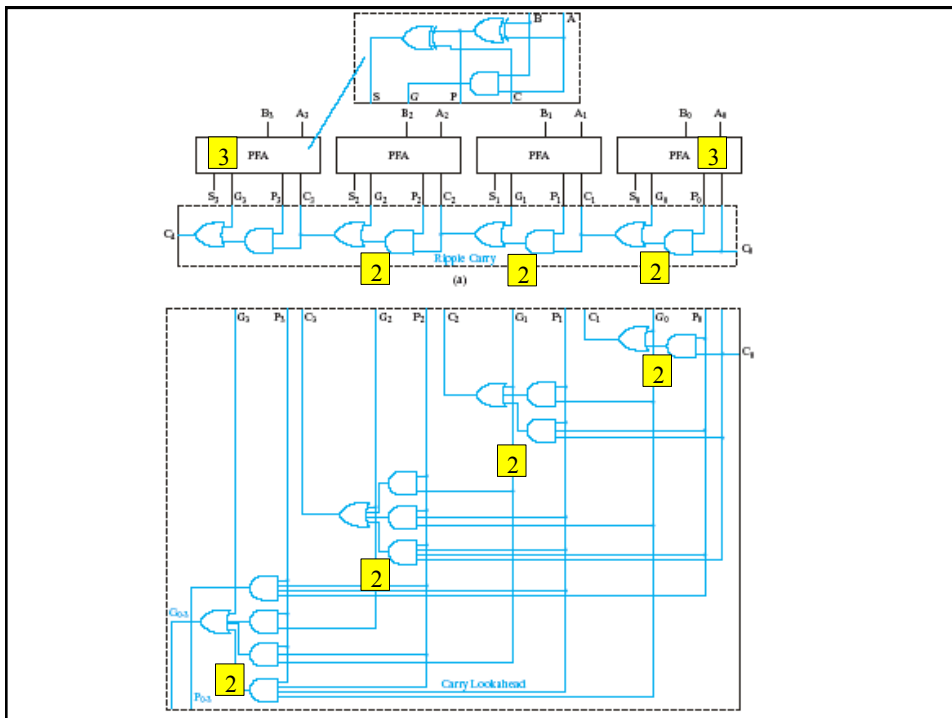 B A
S G P C
B3 A3 B2 A2 B1 A1 B0 A0
3 PFA PFA PFA PFA 3
S3 G3 P3 C3 S2 G2 P2 C2 S1 G1 P1 C1 S0 G0 P0
C4
C0
Ripple Carry
2 2 2
(a)
G3 P3 C3 G2 P2 C2 G1 P1 C1 G0 P0
C0
2
2
2
G0-3
2
P0-3
Carry Lookahead